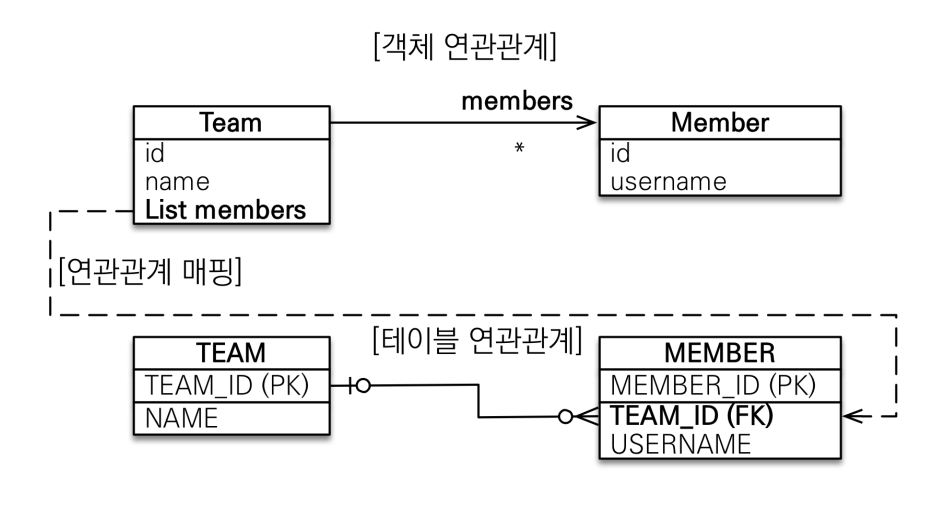 [객체 연관관계]
members
Team
Member
*
id
name
List members
id
username
[연관관계 매핑]
[테이블 연관관계]
TEAM
TEAM_ID (PK)
NAME
MEMBER
MEMBER_ID (PK)
TEAM_ID (FK)
USERNAME